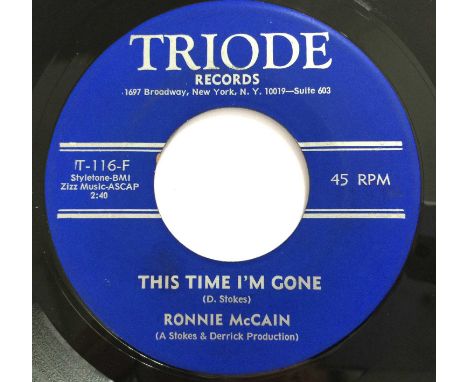 TRIODE
RECORDS
1697 Broadway, New York, N. Y. 10019—Suite 603
T-116-F
Styletone-BMI
Zizz Music-ASCAP
2:40
45 RPM
THIS TIME I'M GONE
(D. Stokes)
RONNIE McCAIN
(A Stokes & Derrick Production)